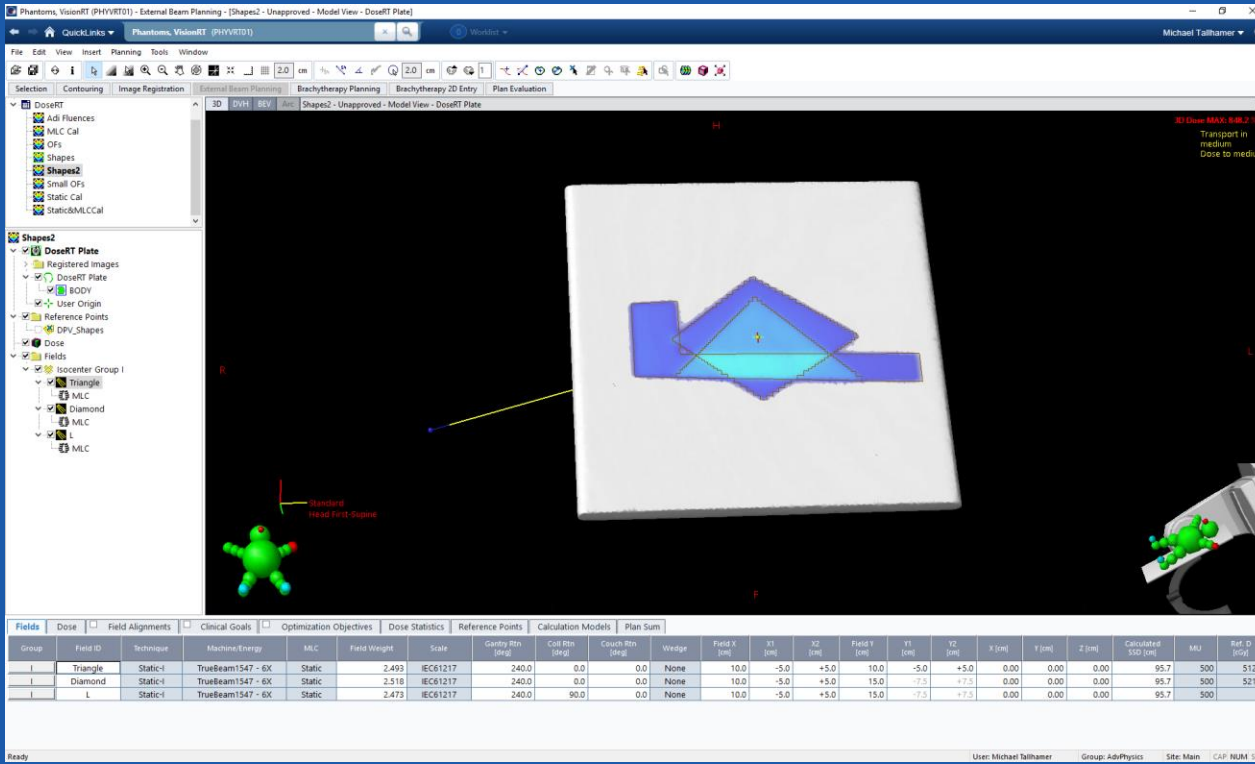 Phantoms, VisionRT (PHYVRT01) - External Beam Planning - [Shapes2 - Unapproved - Model View - DoseRT Plate]
QuickLinks Phantoms, VisionRT (PHYVRT01) Worklist Michael Tallhamer
File Edit View Insert Planning Tools Window
2.0 cm 2.0 cm 1
Selection Contouring Image Registration External Beam Planning Brachytherapy Planning Brachytherapy 2D Entry Plan Evaluation
DoseRT
Adi Fluences
MLC Cal
OFs
Shapes
Shapes2
Small OFs
Static Cal
Static&MLCCal
Shapes2
DoseRT Plate
Registered Images
DoseRT Plate
BODY
User Origin
Reference Points
DPV_Shapes
Dose
Fields
Isocenter Group I
Triangle
MLC
Diamond
MLC
L
MLC
3D DVH BEV Arc Shapes2 - Unapproved - Model View - DoseRT Plate
H
3D Dose MAX: 848.2
Transport in
medium
Dose to mediu
R
L
Standard
Head First-Supine
F
Fields Dose Field Alignments Clinical Goals Optimization Objectives Dose Statistics Reference Points Calculation Models Plan Sum
Group Field ID Technique Machine/Energy MLC Field Weight Scale Gantry Rtn [deg] Coll Rtn [deg] Couch Rtn [deg] Wedge Field X [cm] X1 [cm] X2 [cm] Field Y [cm] Y1 [cm] Y2 [cm] X [cm] Y [cm] Z [cm] Calculated SSD [cm] MU Ref. D [cGy]
I Triangle Static-I TrueBeam1547 - 6X Static 2.493 IEC61217 240.0 0.0 0.0 None 10.0 -5.0 +5.0 10.0 -5.0 +5.0 0.00 0.00 0.00 95.7 500 512
I Diamond Static-I TrueBeam1547 - 6X Static 2.518 IEC61217 240.0 0.0 0.0 None 10.0 -5.0 +5.0 15.0 -7.5 +7.5 0.00 0.00 0.00 95.7 500 521
I L Static-I TrueBeam1547 - 6X Static 2.473 IEC61217 240.0 90.0 0.0 None 10.0 -5.0 +5.0 15.0 -7.5 +7.5 0.00 0.00 0.00 95.7 500
Ready User: Michael Tallhamer Group: AdvPhysics Site: Main CAP NUM S